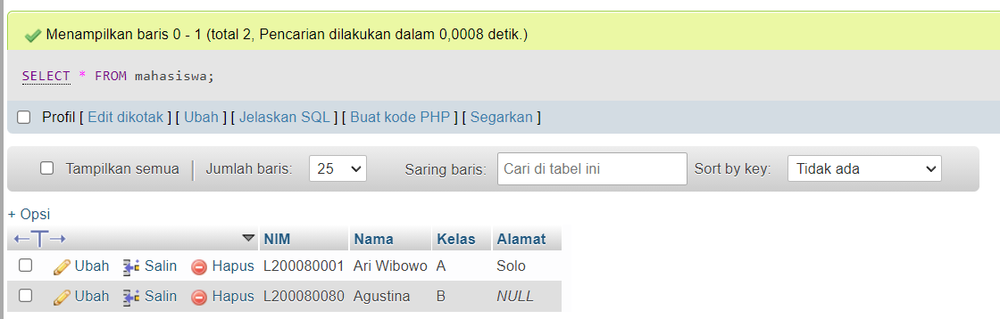 Menampilkan baris 0 - 1 (total 2, Pencarian dilakukan dalam 0,0008 detik.)
SELECT * FROM mahasiswa;
Profil [ Edit dikotak ] [ Ubah ] [ Jelaskan SQL ] [ Buat kode PHP ] [ Segarkan ]
Tampilkan semua Jumlah baris: 25 Saring baris: Cari di tabel ini Sort by key: Tidak ada
+ Opsi
←T→ NIM Nama Kelas Alamat
Ubah Salin Hapus L200080001 Ari Wibowo A Solo
Ubah Salin Hapus L200080080 Agustina B NULL